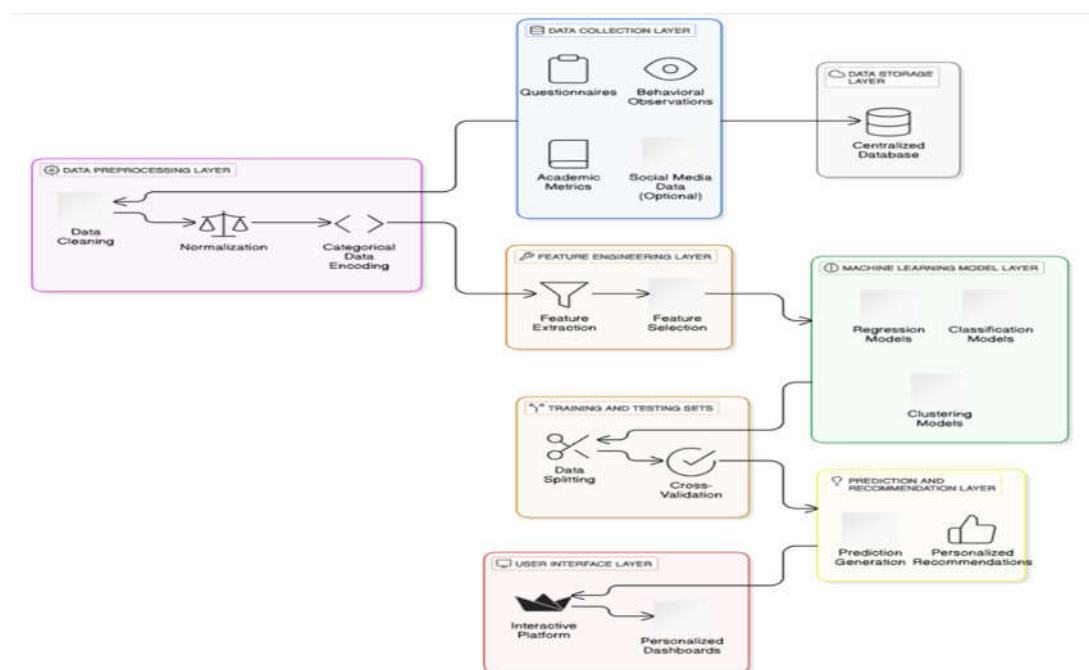 DATA COLLECTION LAYER
Questionnaires
Behavioral
Observations
Academic
Metrics
Social Media
Data
(Optional)
DATA STORAGE
LAYER
Centralized
Database
DATA PREPROCESSING LAYER
Data
Cleaning
Normalization
Categorical
Data
Encoding
FEATURE ENGINEERING LAYER
Feature
Extraction
Feature
Selection
MACHINE LEARNING MODEL LAYER
Regression
Models
Classification
Models
Clustering
Models
TRAINING AND TESTING SETS
Data
Splitting
Cross-
Validation
PREDICTION AND
RECOMMENDATION LAYER
Prediction
Generation
Personalized
Recommendations
USER INTERFACE LAYER
Interactive
Platform
Personalized
Dashboards